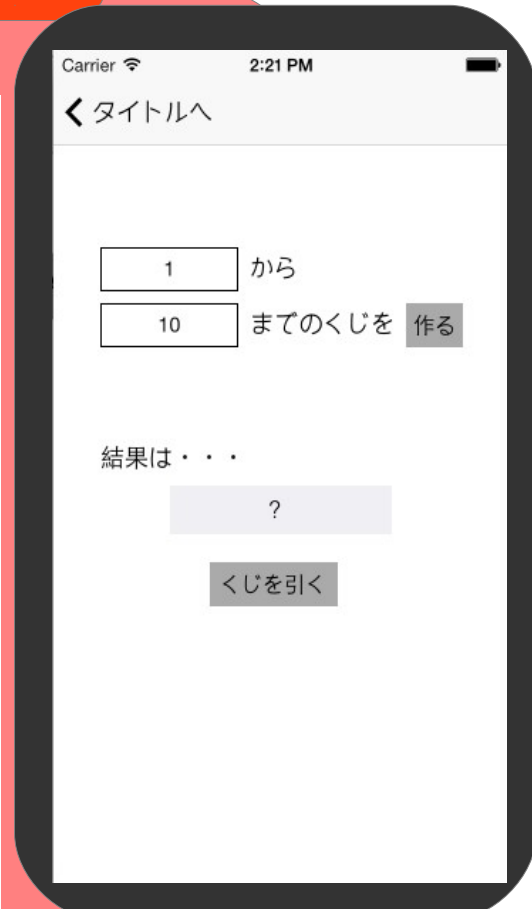 Carrier 2:21 PM
タイトルへ
1 から
10 までのくじを 作る
結果は・・・
?
くじを引く